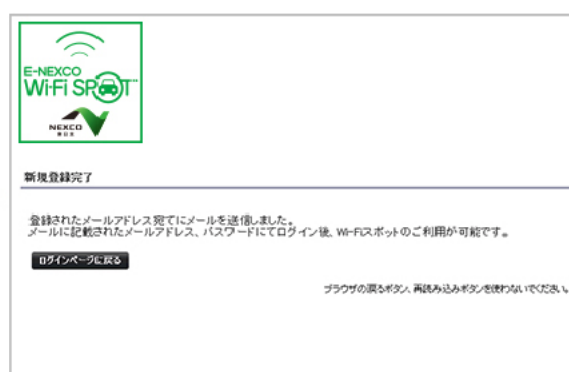 E-NEXCO
Wi-Fi SPOT
NEXCO
東日本
新規登録完了
登録されたメールアドレス宛てにメールを送信しました。
メールに記載されたメールアドレス、パスワードにてログイン後、Wi-Fiスポットのご利用が可能です。
ログインページに戻る
ブラウザの戻るボタン、再読み込みボタンを使わないでください。